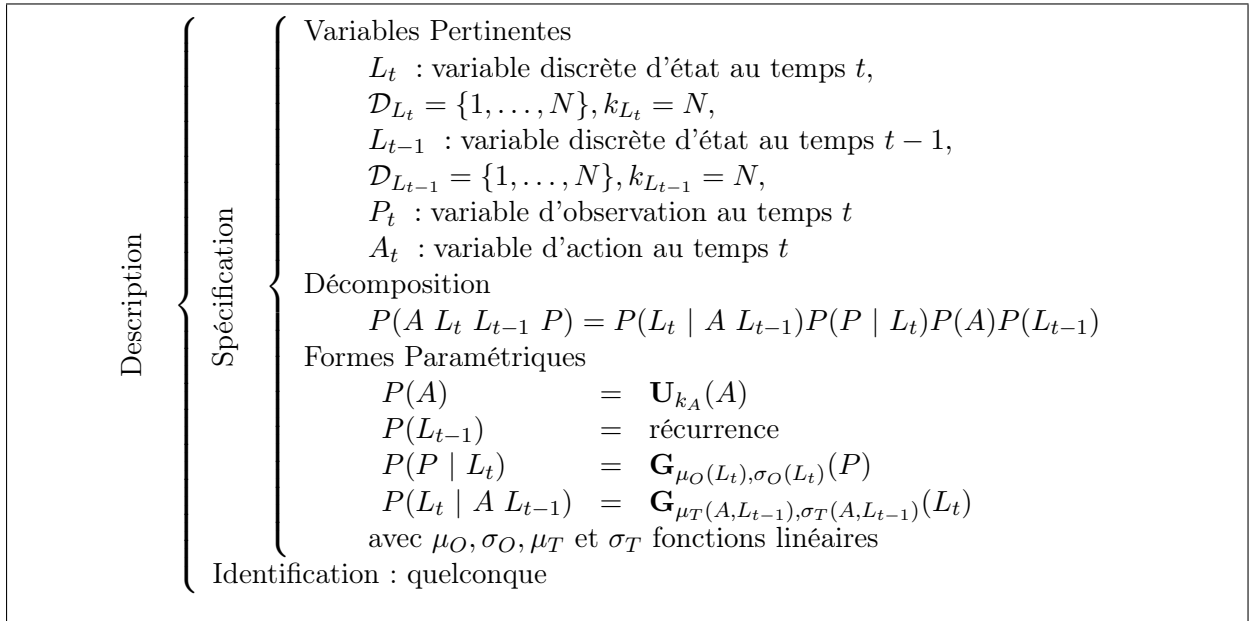 Description
Spécification
Variables Pertinentes
L_t : variable discrète d'état au temps t,
𝒟_{L_t} = {1, . . . , N}, k_{L_t} = N,
L_{t−1} : variable discrète d'état au temps t − 1,
𝒟_{L_{t−1}} = {1, . . . , N}, k_{L_{t−1}} = N,
P_t : variable d'observation au temps t
A_t : variable d'action au temps t
Décomposition
P(A L_t L_{t−1} P) = P(L_t | A L_{t−1})P(P | L_t)P(A)P(L_{t−1})
Formes Paramétriques
P(A) = U_{k_A}(A)
P(L_{t−1}) = récurrence
P(P | L_t) = G_{μ_O(L_t),σ_O(L_t)}(P)
P(L_t | A L_{t−1}) = G_{μ_T(A,L_{t−1}),σ_T(A,L_{t−1})}(L_t)
avec μ_O, σ_O, μ_T et σ_T fonctions linéaires
Identification : quelconque